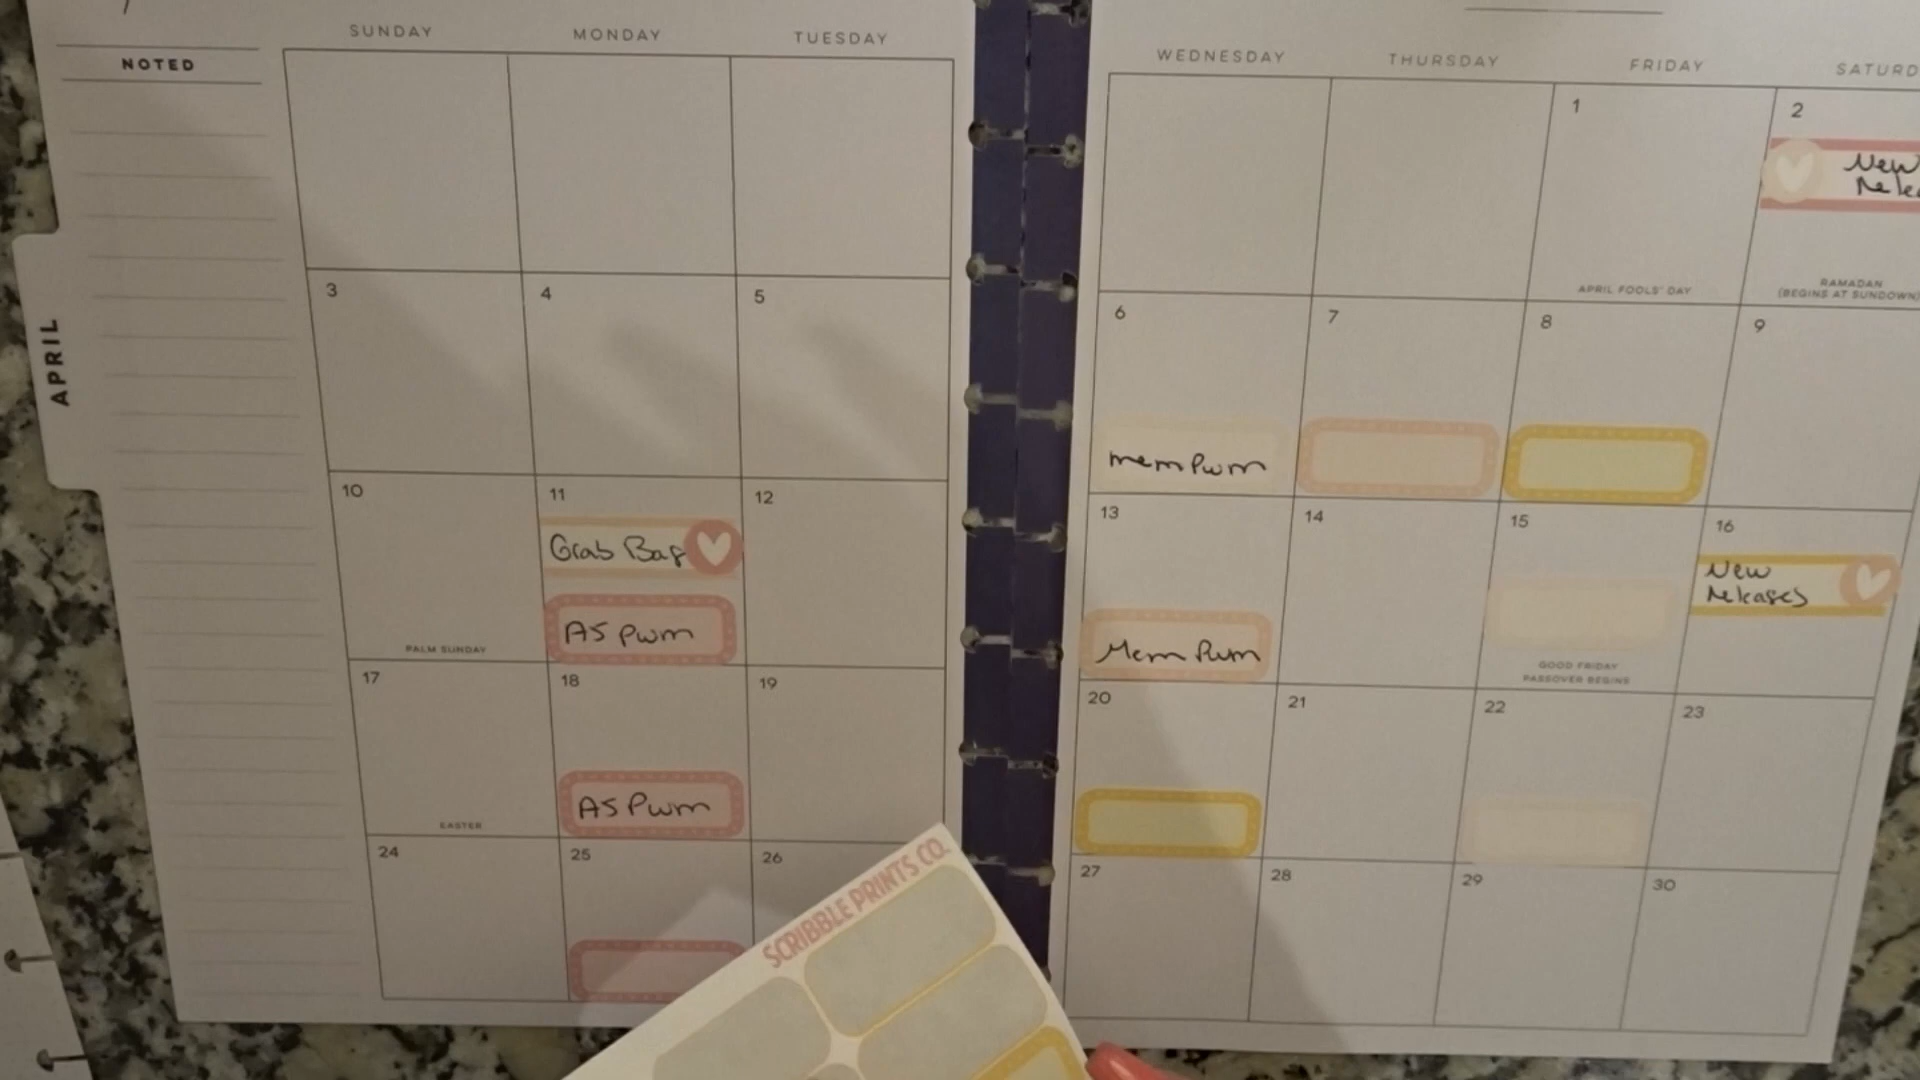 SUNDAY
MONDAY
TUESDAY
WEDNESDAY
THURSDAY
FRIDAY
SATURD
NOTED
APRIL
1
APRIL FOOLS' DAY
2
New
Rele
RAMADAN
(BEGINS AT SUNDOWN)
3
4
5
6
mem Pwm
7
8
9
10
PALM SUNDAY
11
Grab Bag
AS pwm
12
13
Mem Pwm
14
15
GOOD FRIDAY
PASSOVER BEGINS
16
New
releases
17
EASTER
18
AS Pwm
19
20
21
22
23
24
25
26
27
28
29
30
SCRIBBLE PRINTS CO.